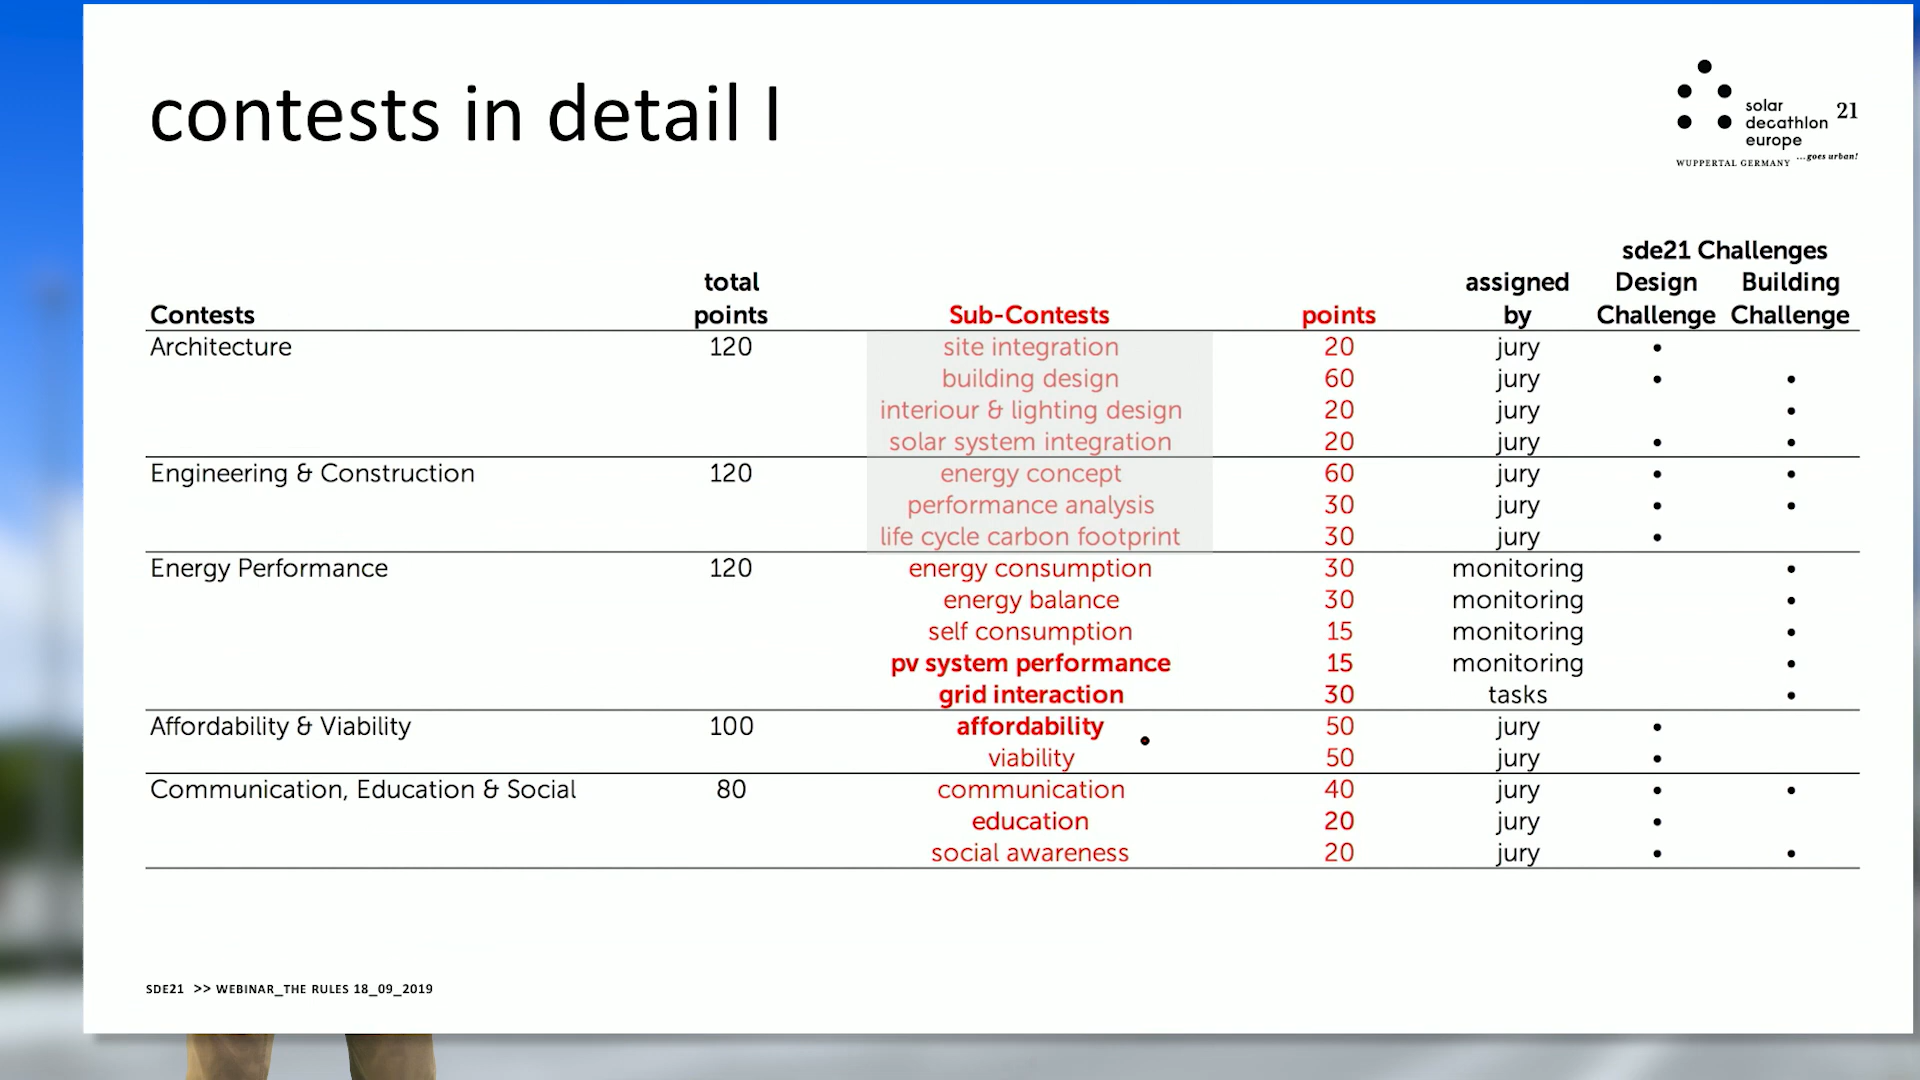 contests in detail I
solar
decathlon 21
europe
WUPPERTAL GERMANY ...goes urban!
sde21 Challenges
total assigned Design Building
Contests points Sub-Contests points by Challenge Challenge
Architecture 120 site integration 20 jury •
building design 60 jury • •
interiour & lighting design 20 jury •
solar system integration 20 jury • •
Engineering & Construction 120 energy concept 60 jury • •
performance analysis 30 jury • •
life cycle carbon footprint 30 jury •
Energy Performance 120 energy consumption 30 monitoring •
energy balance 30 monitoring •
self consumption 15 monitoring •
pv system performance 15 monitoring •
grid interaction 30 tasks •
Affordability & Viability 100 affordability 50 jury •
viability 50 jury •
Communication, Education & Social 80 communication 40 jury • •
education 20 jury •
social awareness 20 jury • •
SDE21 >> WEBINAR_THE RULES 18_09_2019